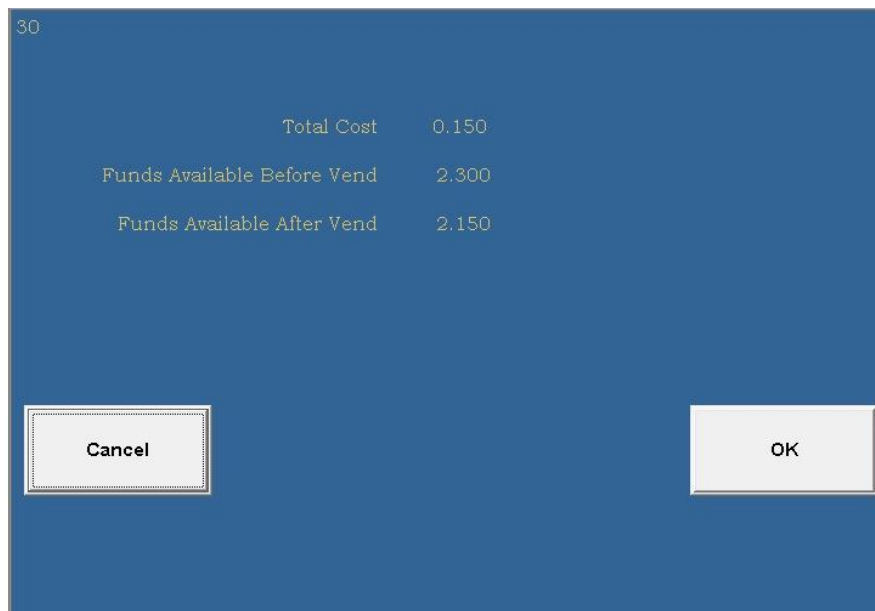 30
Total Cost 0.150
Funds Available Before Vend 2.300
Funds Available After Vend 2.150
Cancel OK